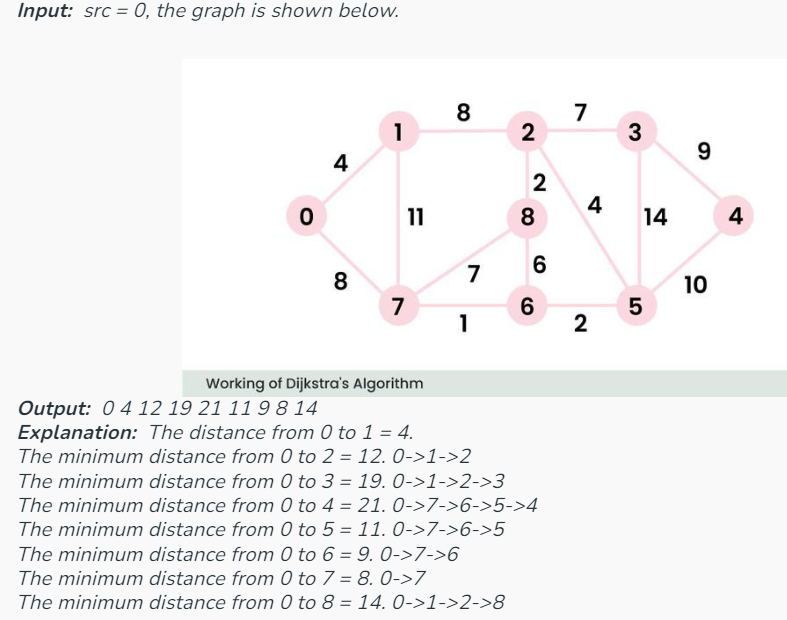 Input: src = 0, the graph is shown below.
8 7
1 2 3
9
4
2
4
0 11 8 14 4
6
8 7 10
7 6 5
1 2
Working of Dijkstra's Algorithm
Output: 0 4 12 19 21 11 9 8 14
Explanation: The distance from 0 to 1 = 4.
The minimum distance from 0 to 2 = 12. 0->1->2
The minimum distance from 0 to 3 = 19. 0->1->2->3
The minimum distance from 0 to 4 = 21. 0->7->6->5->4
The minimum distance from 0 to 5 = 11. 0->7->6->5
The minimum distance from 0 to 6 = 9. 0->7->6
The minimum distance from 0 to 7 = 8. 0->7
The minimum distance from 0 to 8 = 14. 0->1->2->8